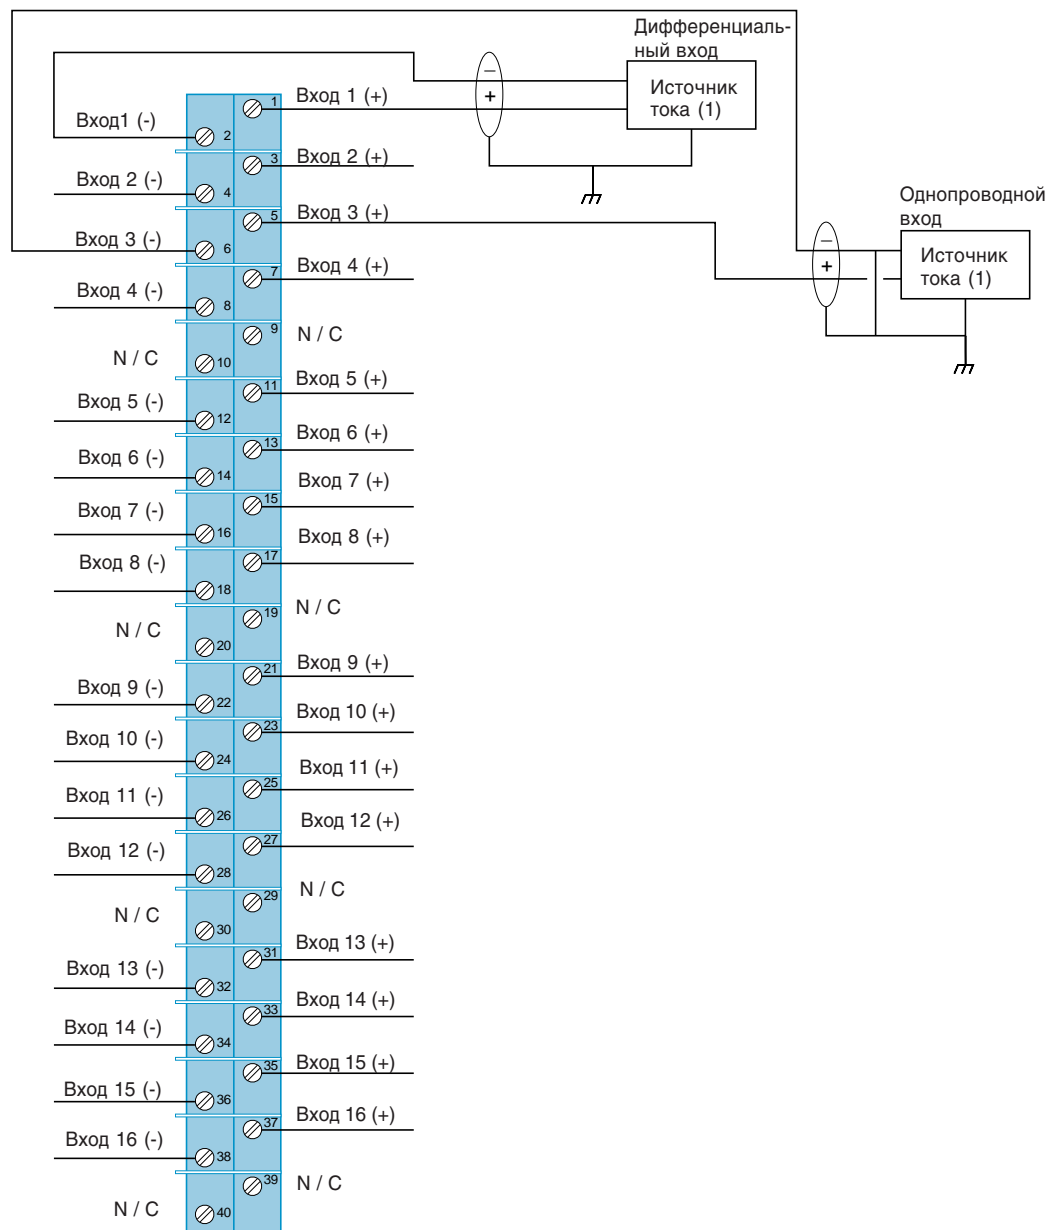 Дифференциаль-
ный вход
Источник
тока (1)
–
+
Однопроводной
вход
Источник
тока (1)
–
+
Вход 1 (+)
1
Вход1 (-)
2
Вход 2 (+)
3
Вход 2 (-)
4
Вход 3 (+)
5
Вход 3 (-)
6
Вход 4 (+)
7
Вход 4 (-)
8
N / C
9
N / C
10
Вход 5 (+)
11
Вход 5 (-)
12
Вход 6 (+)
13
Вход 6 (-)
14
Вход 7 (+)
15
Вход 7 (-)
16
Вход 8 (+)
17
Вход 8 (-)
18
N / C
19
N / C
20
Вход 9 (+)
21
Вход 9 (-)
22
Вход 10 (+)
23
Вход 10 (-)
24
Вход 11 (+)
25
Вход 11 (-)
26
Вход 12 (+)
27
Вход 12 (-)
28
N / C
29
N / C
30
Вход 13 (+)
31
Вход 13 (-)
32
Вход 14 (+)
33
Вход 14 (-)
34
Вход 15 (+)
35
Вход 15 (-)
36
Вход 16 (+)
37
Вход 16 (-)
38
N / C
39
N / C
40